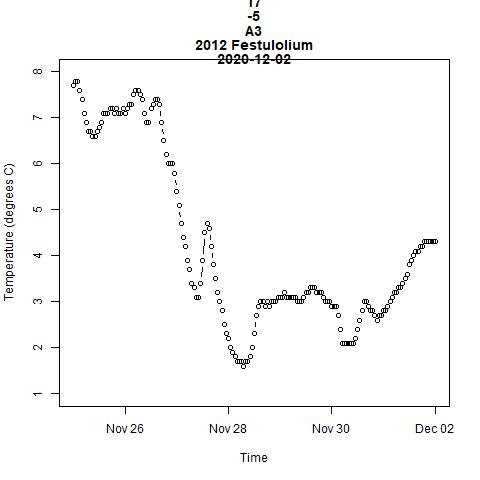 17
-5
A3
2012 Festulolium
2020-12-02
Temperature (degrees C)
8
7
6
5
4
3
2
1
Nov 26
Nov 28
Nov 30
Dec 02
Time